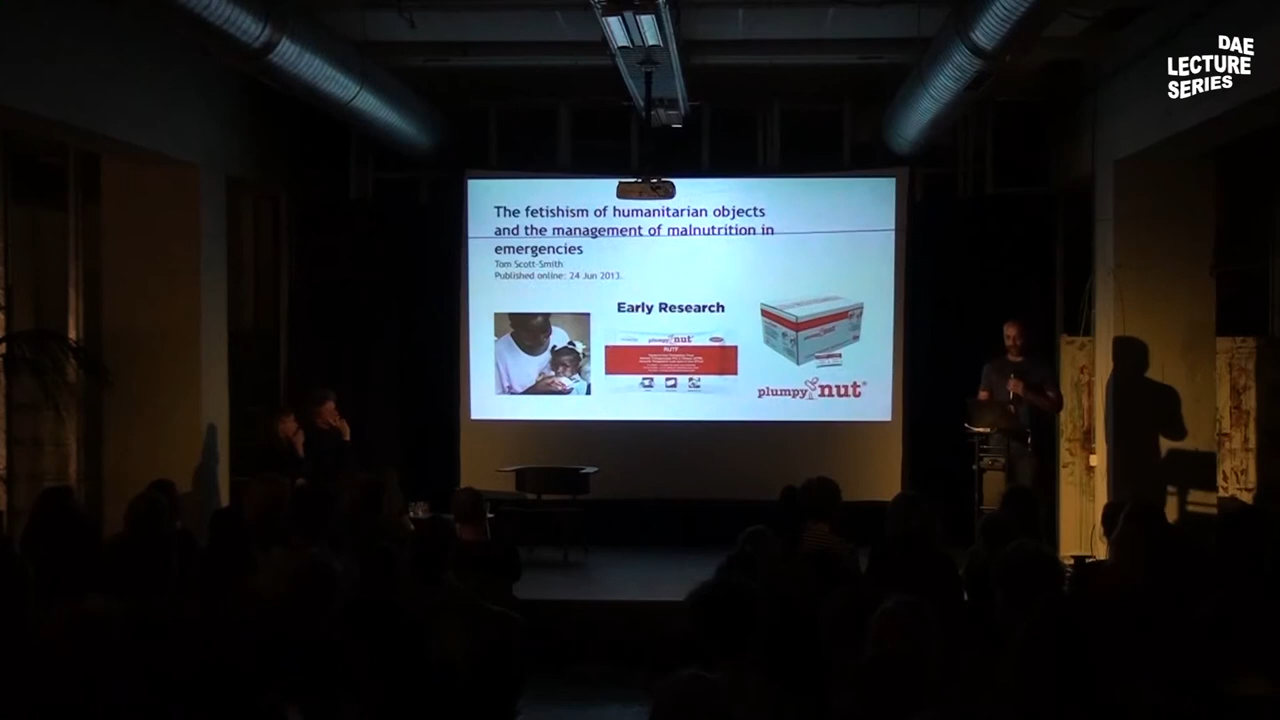 DAE
LECTURE
SERIES
The fetishism of humanitarian objects
and the management of malnutrition in
emergencies
Tom Scott-Smith
Published online: 24 Jun 2013.
Early Research
plumpy nut
RUTF
plumpy nut®